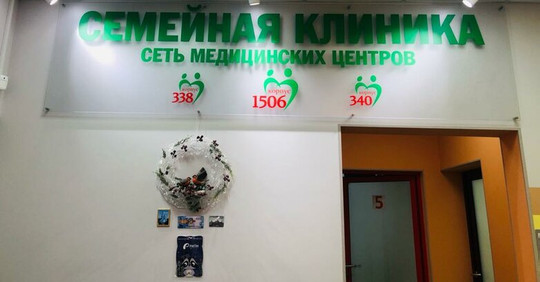 СЕМЕЙНАЯ КЛИНИКА
СЕТЬ МЕДИЦИНСКИХ ЦЕНТРОВ
корпус
338
корпус
1506
корпус
340
5